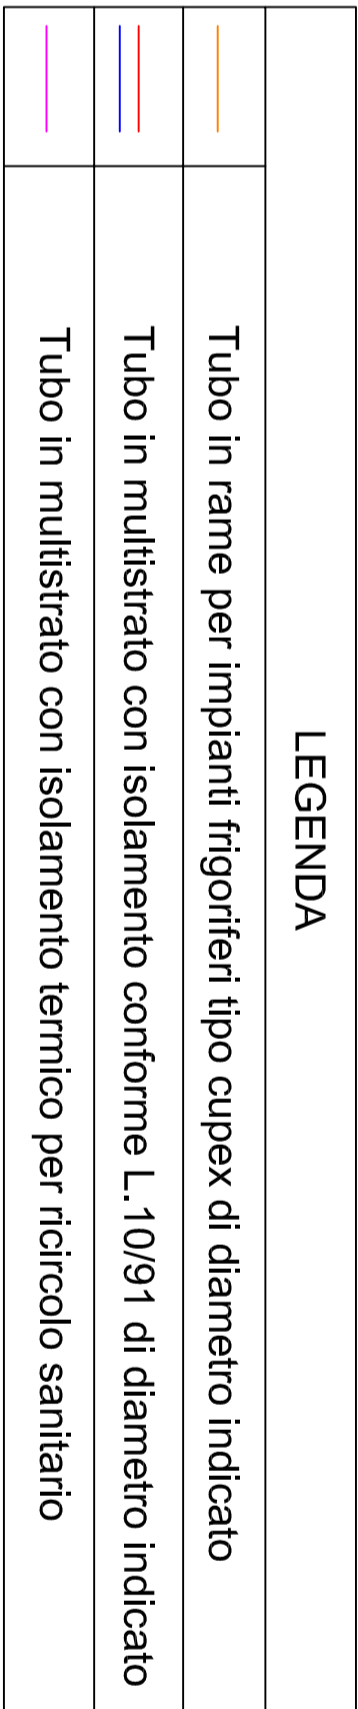 LEGENDA
Tubo in rame per impianti frigoriferi tipo cupex di diametro indicato
Tubo in multistrato con isolamento conforme L.10/91 di diametro indicato
Tubo in multistrato con isolamento termico per ricircolo sanitario